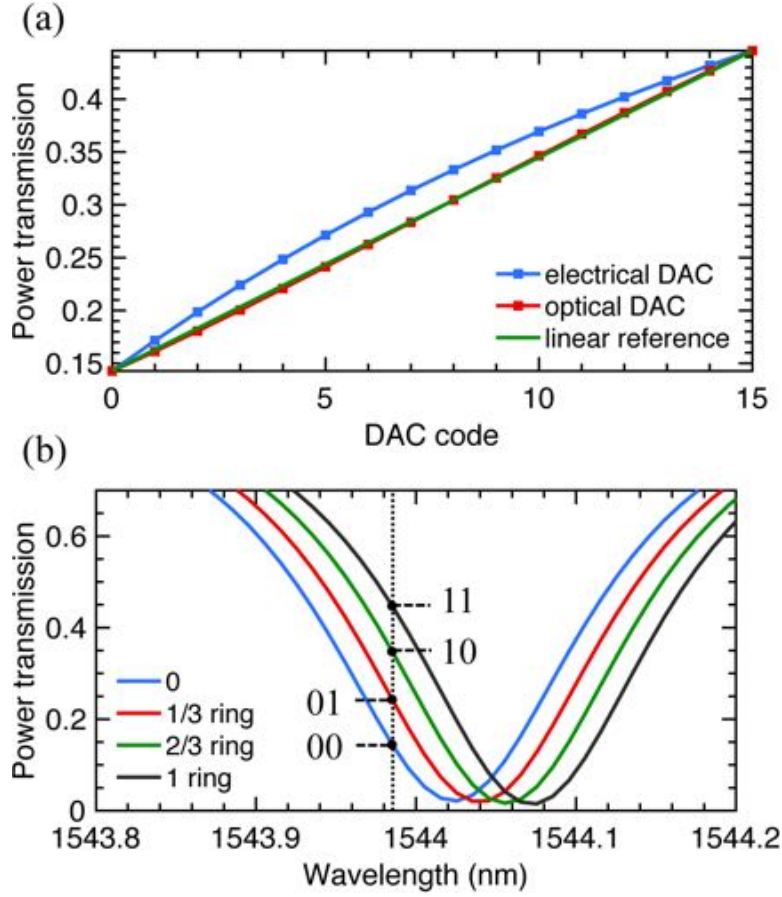 (a)
Power transmission
0.4
0.35
0.3
0.25
0.2
0.15
electrical DAC
optical DAC
linear reference
0 5 10 15
DAC code
(b)
Power transmission
0.6
0.4
0.2
0
11
10
01
00
0
1/3 ring
2/3 ring
1 ring
1543.8 1543.9 1544 1544.1 1544.2
Wavelength (nm)